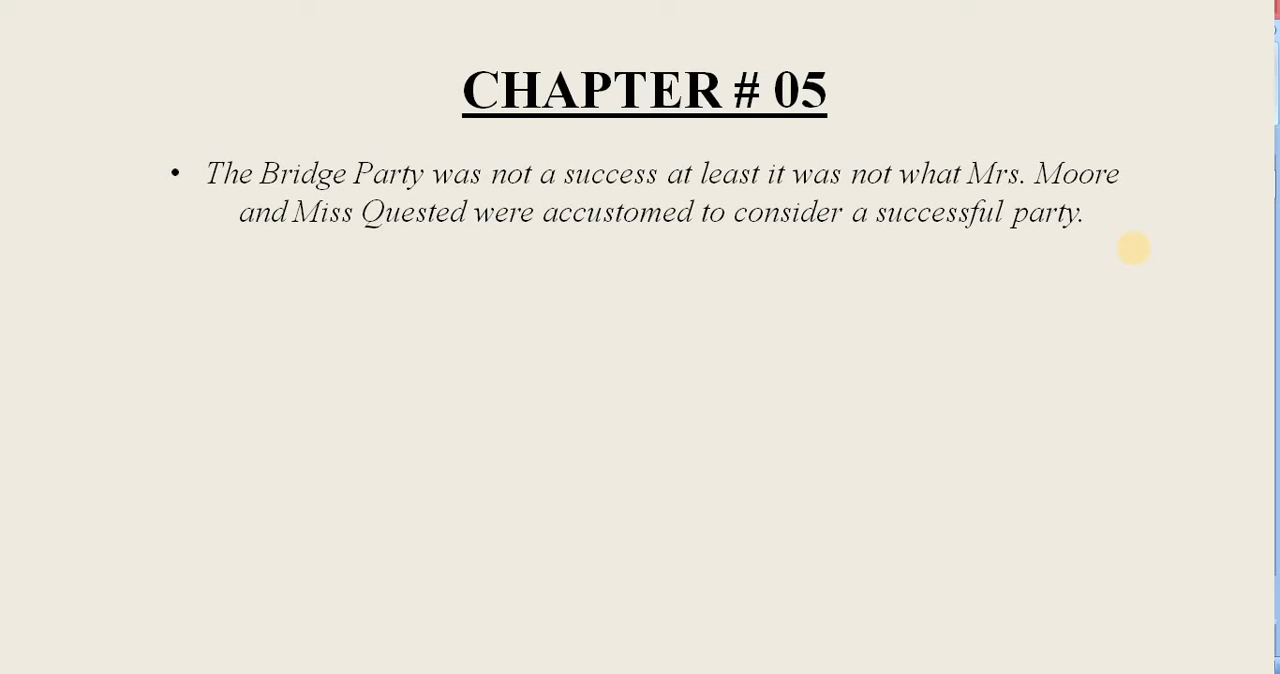 CHAPTER # 05
• The Bridge Party was not a success at least it was not what Mrs. Moore
and Miss Quested were accustomed to consider a successful party.